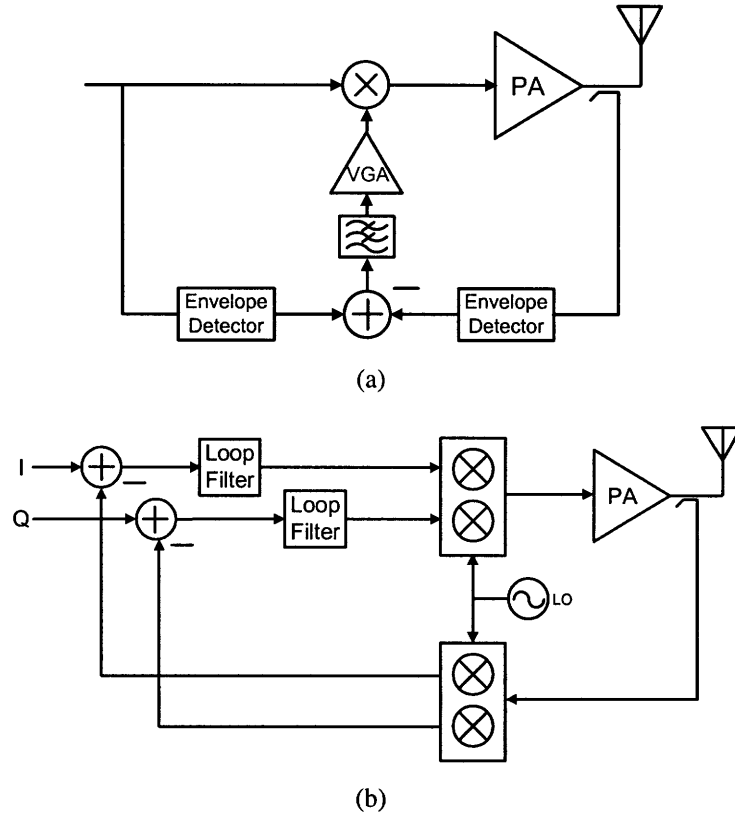 PA
VGA
Envelope
Detector
Envelope
Detector
(a)
I
Loop
Filter
Q
Loop
Filter
PA
LO
(b)